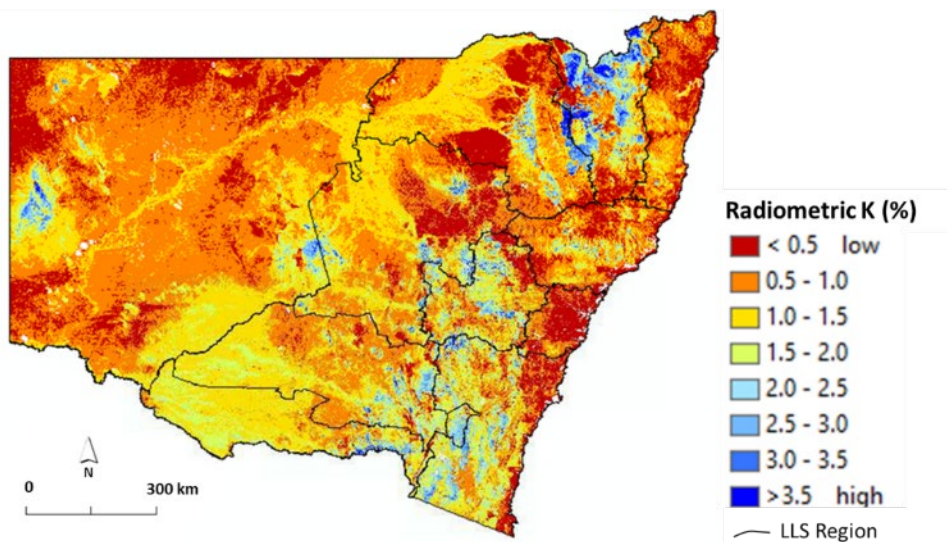 Radiometric K (%)
< 0.5 low
0.5 - 1.0
1.0 - 1.5
1.5 - 2.0
2.0 - 2.5
2.5 - 3.0
3.0 - 3.5
>3.5 high
LLS Region
N
0 300 km